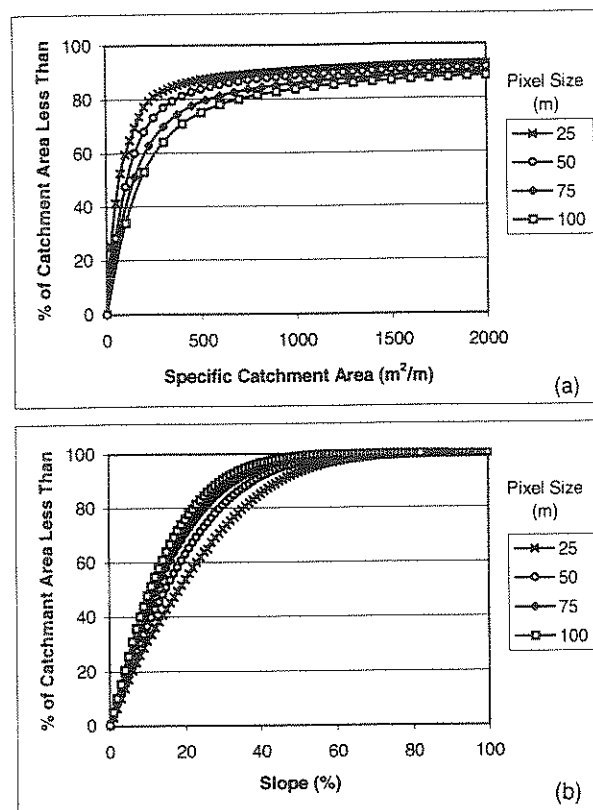 % of Catchment Area Less Than
100
80
60
40
20
0
0 500 1000 1500 2000
Specific Catchment Area (m²/m)
Pixel Size
(m)
25
50
75
100
(a)
% of Catchmant Area Less Than
100
80
60
40
20
0
0 20 40 60 80 100
Slope (%)
Pixel Size
(m)
25
50
75
100
(b)